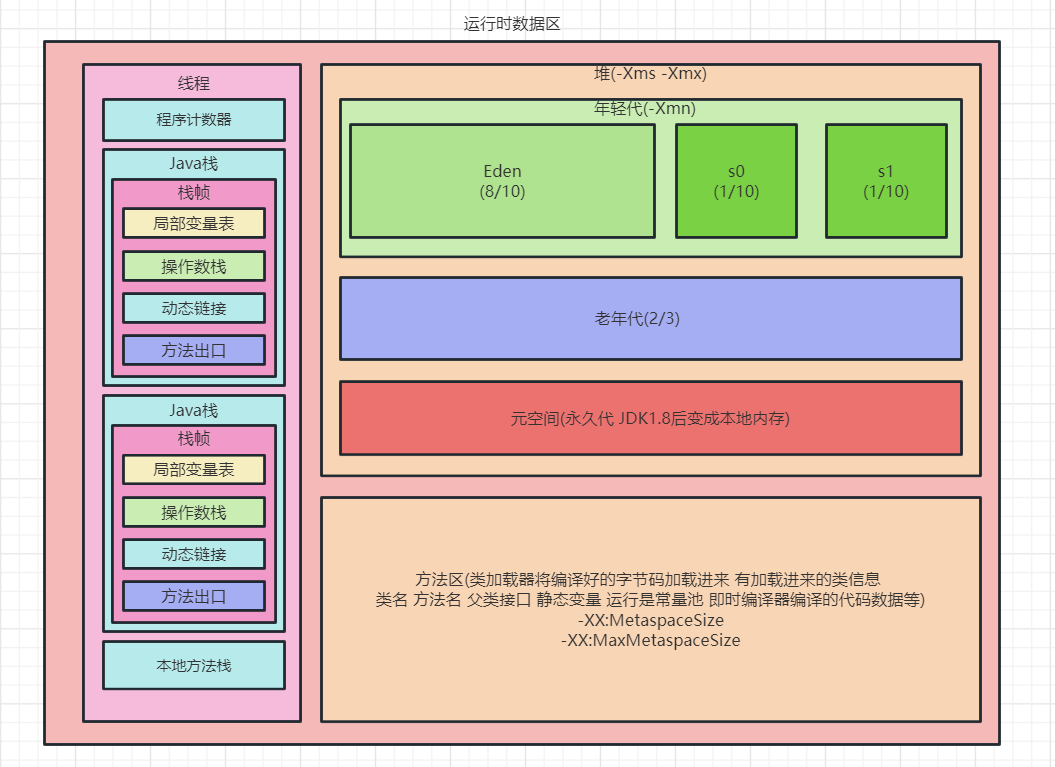 运行时数据区
线程
程序计数器
Java栈
栈帧
局部变量表
操作数栈
动态链接
方法出口
Java栈
栈帧
局部变量表
操作数栈
动态链接
方法出口
本地方法栈
堆(-Xms -Xmx)
年轻代(-Xmn)
Eden
(8/10)
s0
(1/10)
s1
(1/10)
老年代(2/3)
元空间(永久代 JDK1.8后变成本地内存)
方法区(类加载器将编译好的字节码加载进来 有加载进来的类信息
类名 方法名 父类接口 静态变量 运行是常量池 即时编译器编译的代码数据等)
-XX:MetaspaceSize
-XX:MaxMetaspaceSize